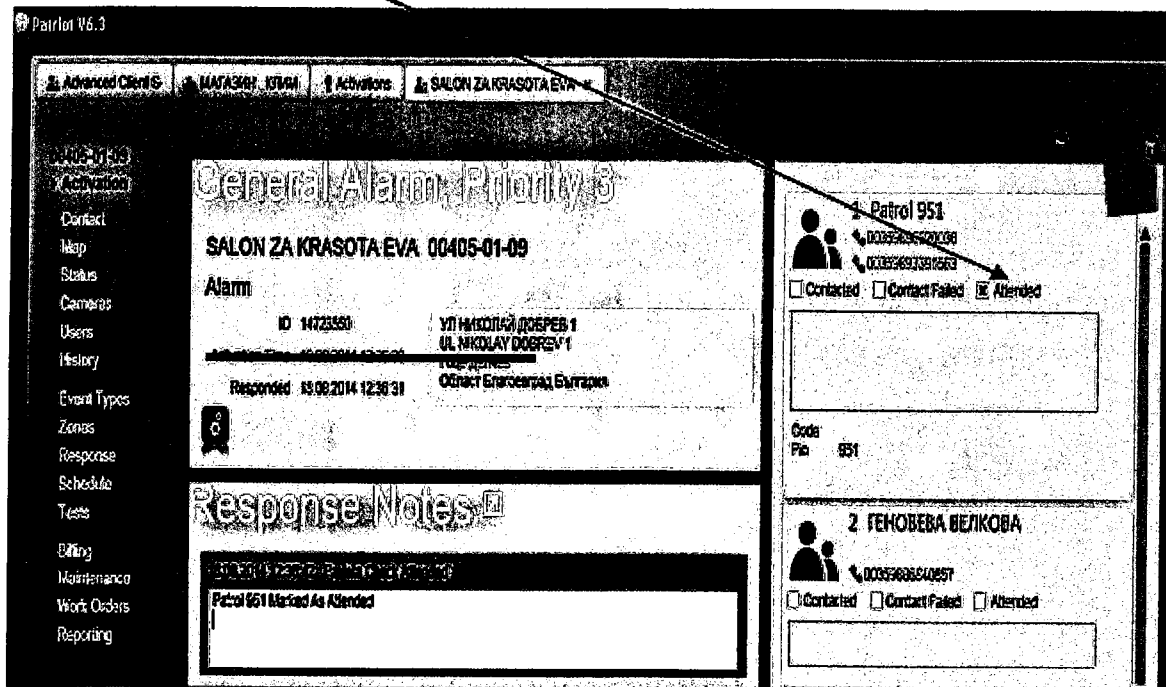 Patriot V6.3
Advanced Client S
МАГАЗИН
Activations
SALON ZA KRASOTA EVA
00405-01-09
Activation
Contact
Map
Status
Cameras
Users
History
Event Types
Zones
Response
Schedule
Tests
Billing
Maintenance
Work Orders
Reporting
General Alarm, Priority 3
SALON ZA KRASOTA EVA 00405-01-09
Alarm
ID 14723550
УЛ НИКОЛАЙ ДОБРЕВ 1
UL NIKOLAY DOBREV 1
Responded 13.08.2014 12:36:31
Област Благоевград България
Response Notes
Patrol 951 Marked As Attended
1 Patrol 951
Contacted Contact Failed Attended
Code
Pin 951
2 ГЕНОВЕВА ВЕЛКОВА
Contacted Contact Failed Attended